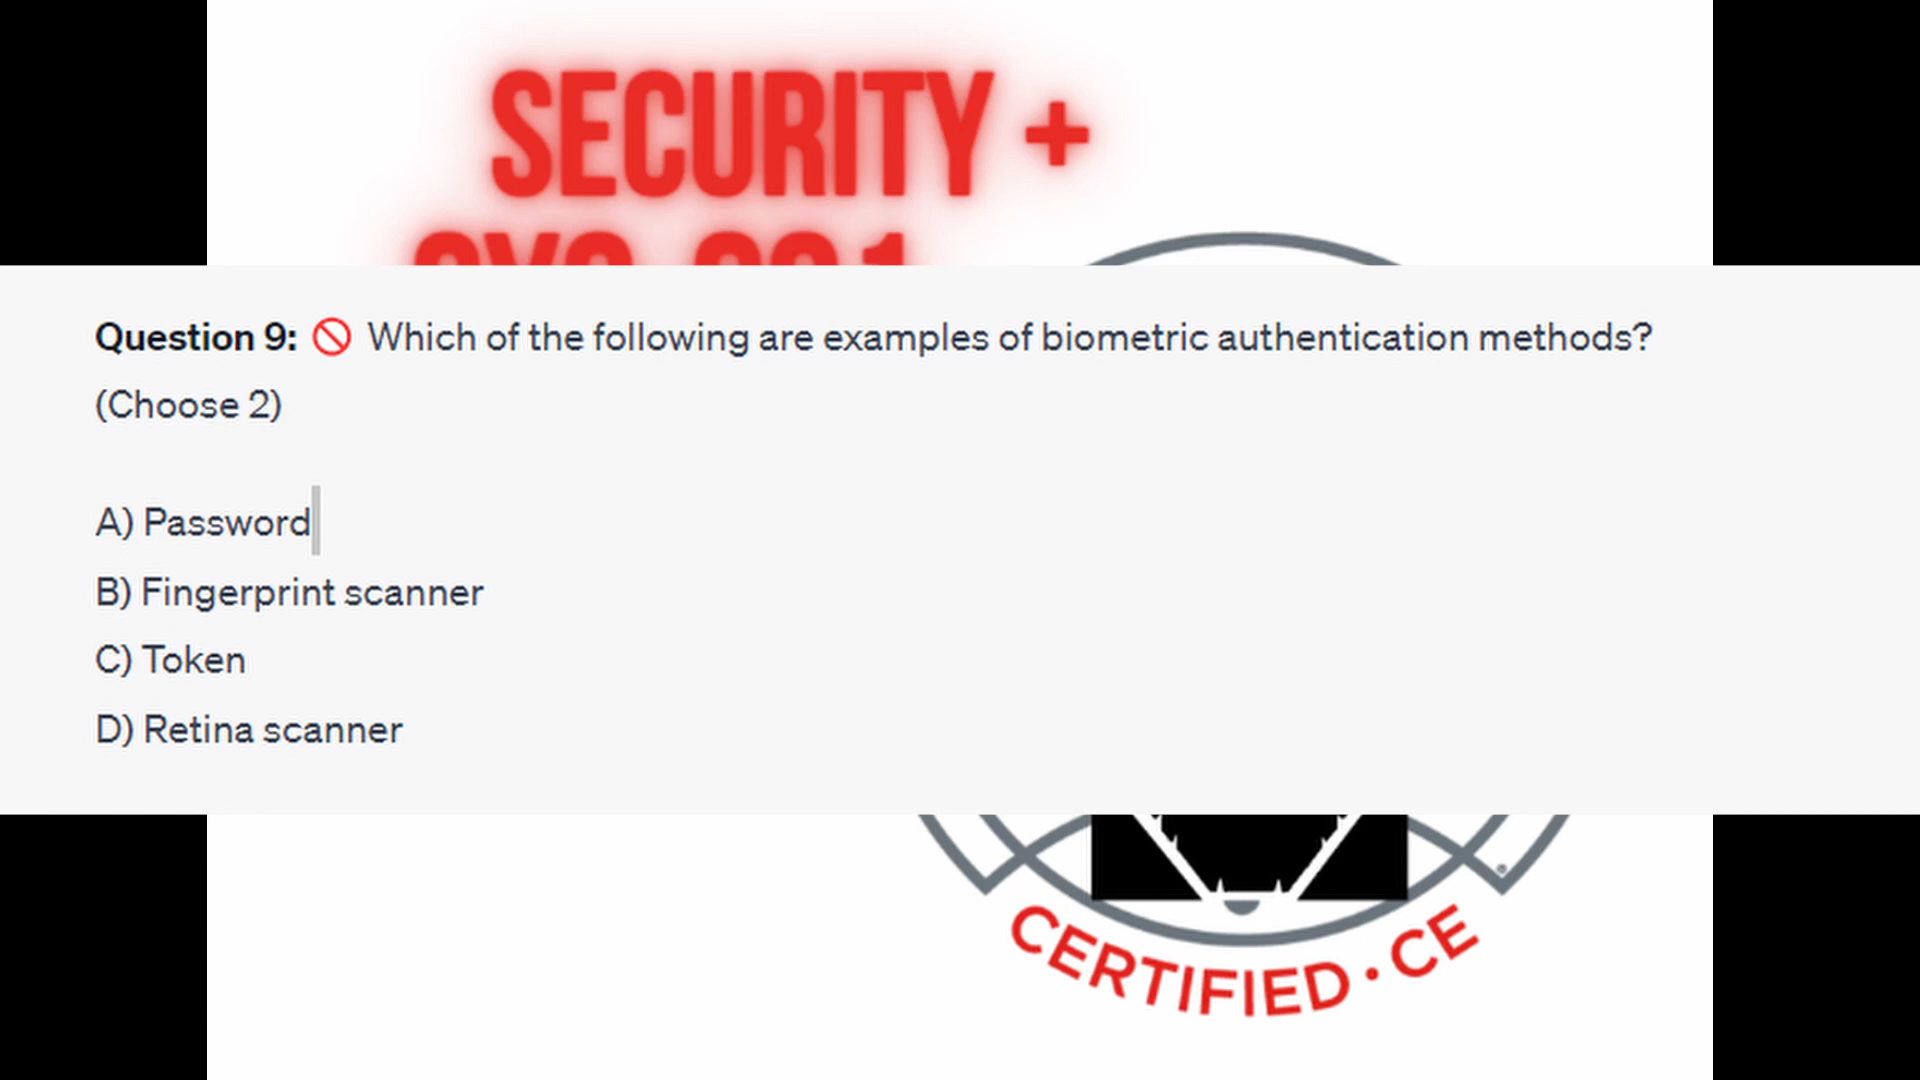 SECURITY +
Question 9: 🚫 Which of the following are examples of biometric authentication methods?
(Choose 2)
A) Password
B) Fingerprint scanner
C) Token
D) Retina scanner
CERTIFIED • CE